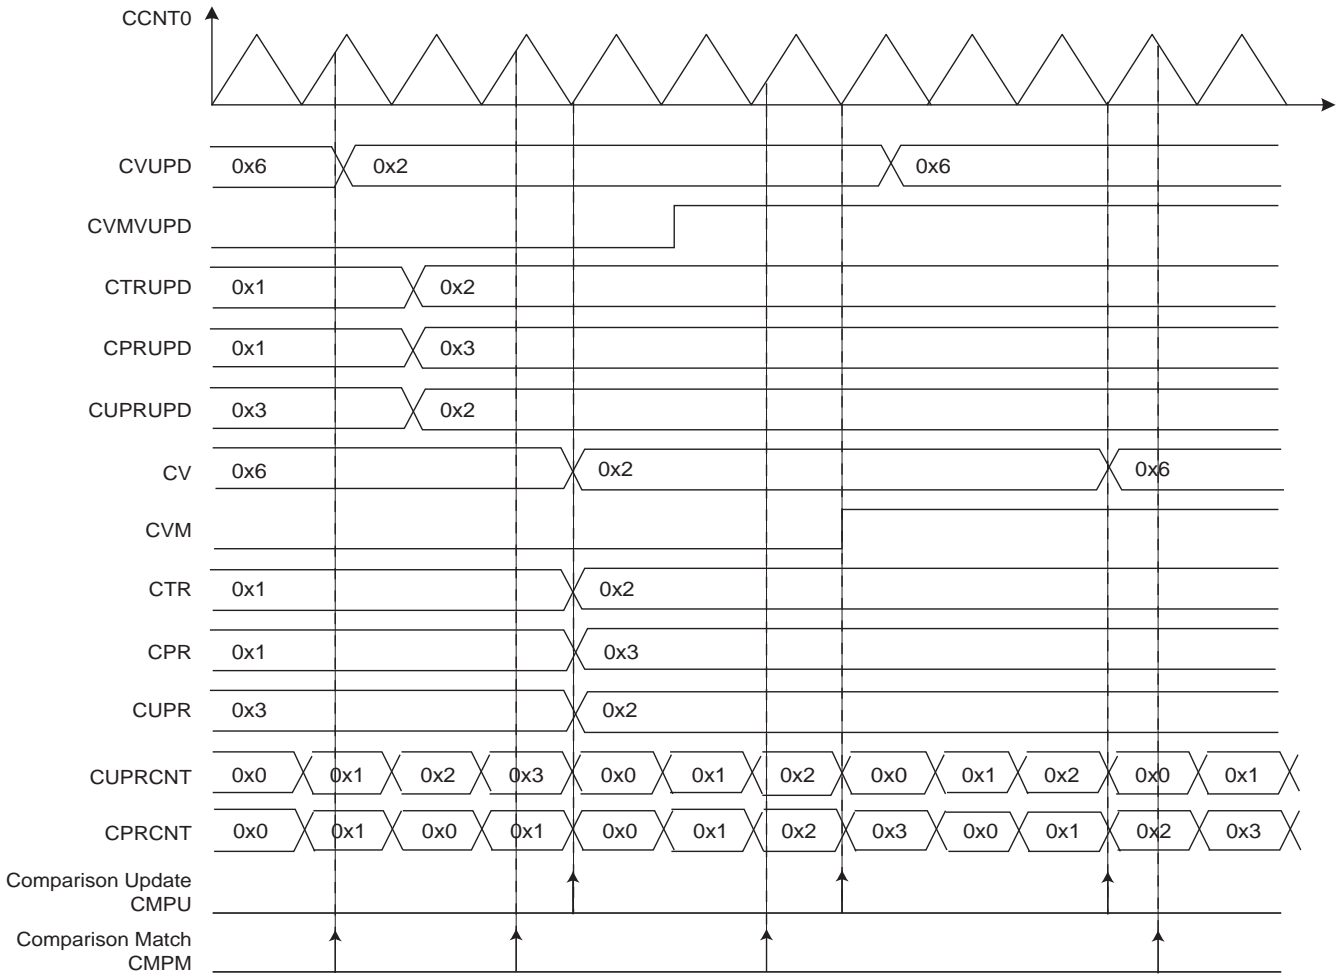 CCNT0
CVUPD 0x6 0x2 0x6
CVMVUPD
CTRUPD 0x1 0x2
CPRUPD 0x1 0x3
CUPRUPD 0x3 0x2
CV 0x6 0x2 0x6
CVM
CTR 0x1 0x2
CPR 0x1 0x3
CUPR 0x3 0x2
CUPRCNT 0x0 0x1 0x2 0x3 0x0 0x1 0x2 0x0 0x1 0x2 0x0 0x1
CPRCNT 0x0 0x1 0x0 0x1 0x0 0x1 0x2 0x3 0x0 0x1 0x2 0x3
Comparison Update
CMPU
Comparison Match
CMPM